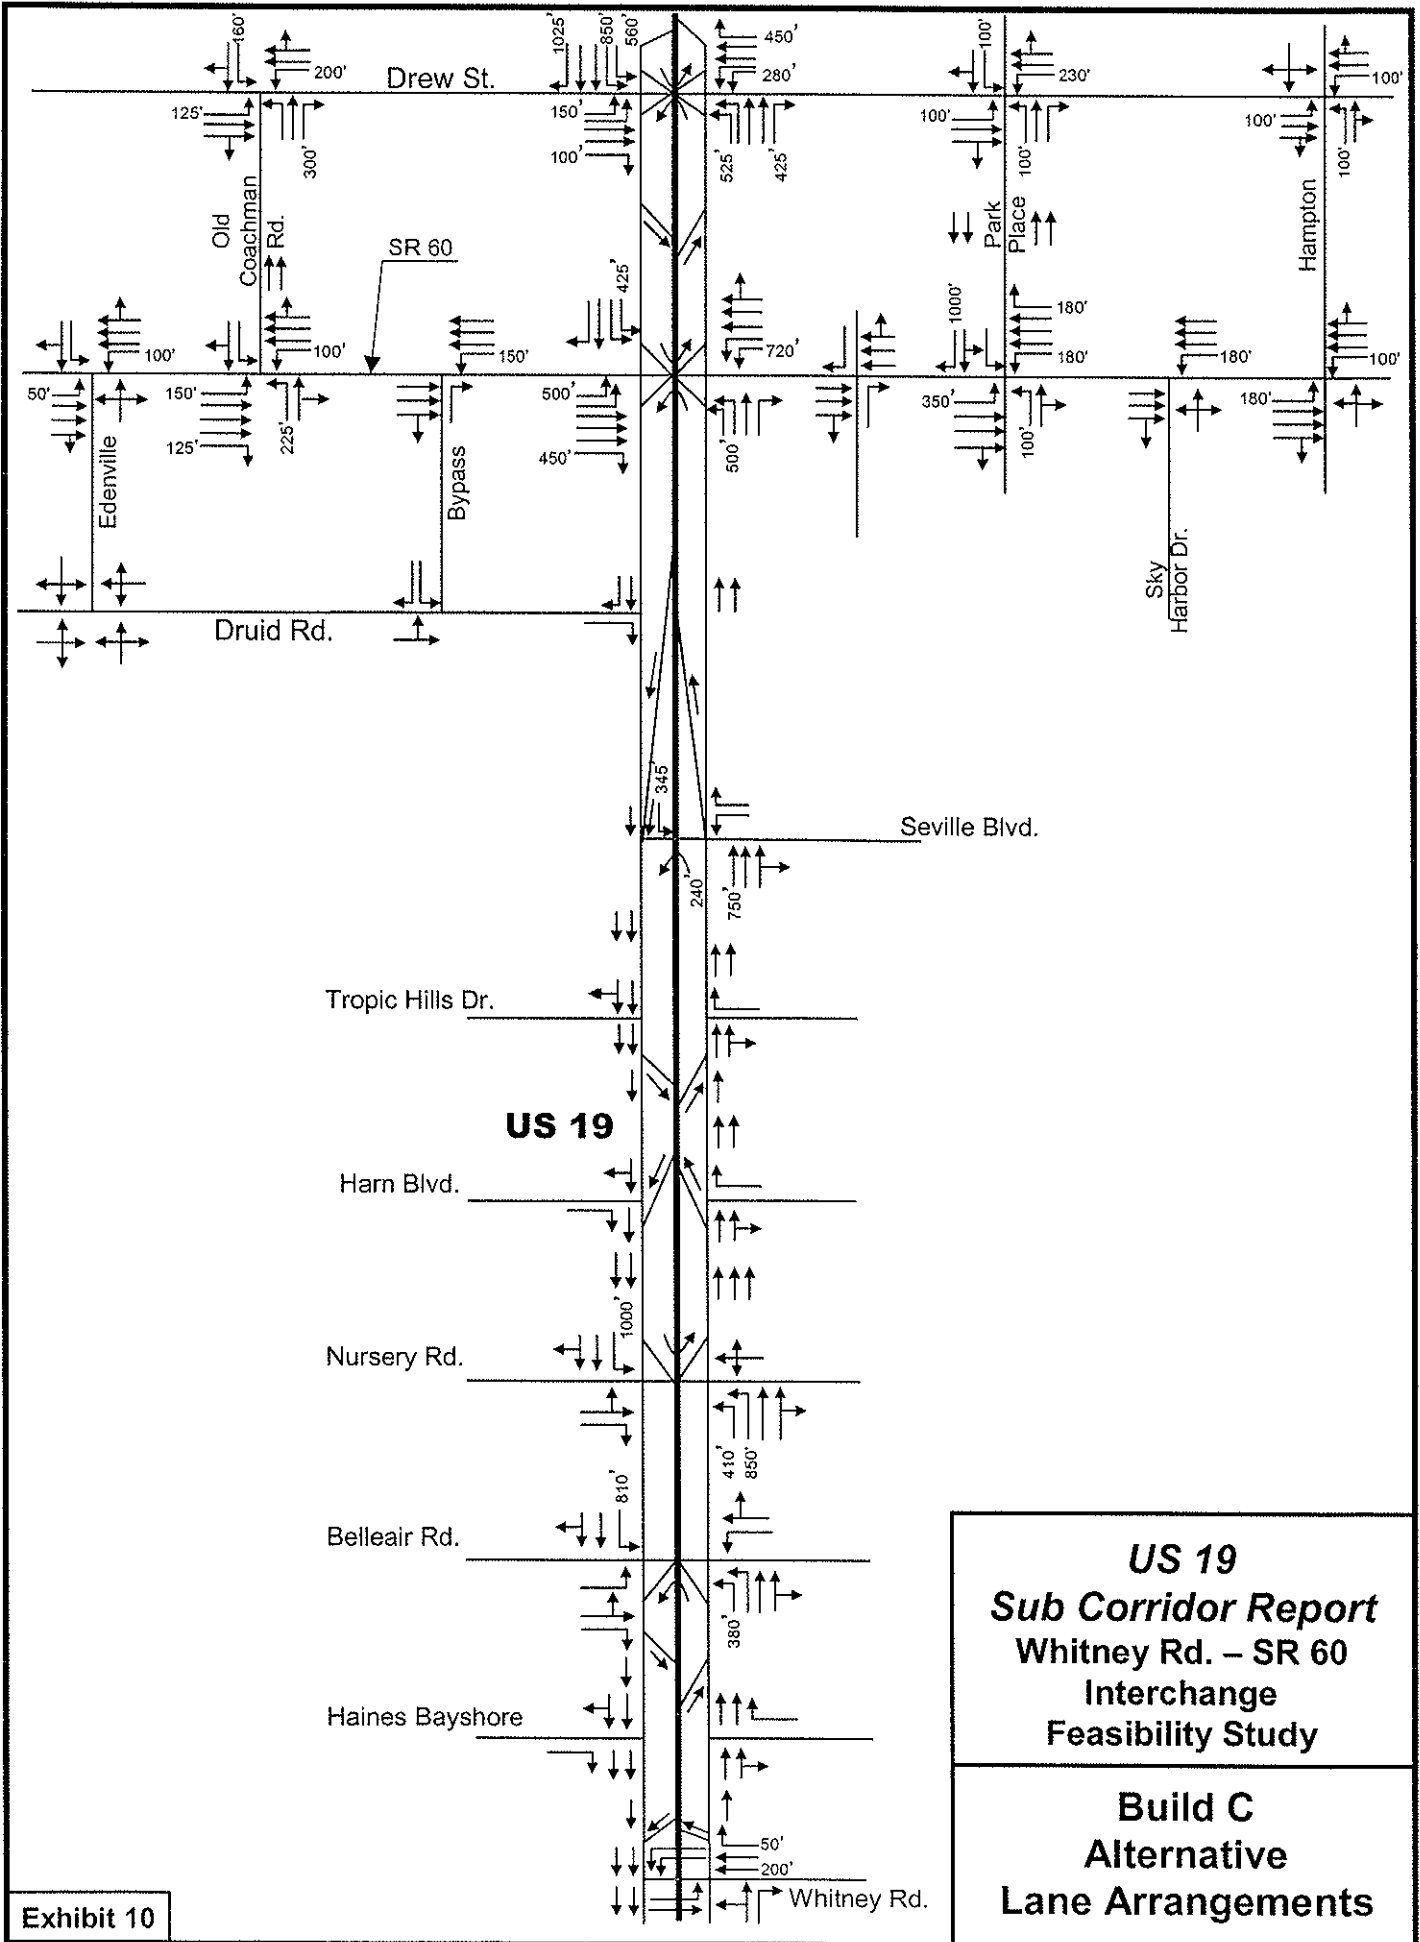 160'
200'
Drew St.
1025'
850'
560'
450'
280'
100'
230'
100'
125'
300'
150'
100'
525'
425'
100'
100'
100'
100'
Old
Coachman
Rd.
SR 60
Park
Place
Hampton
425'
1000'
180'
100'
100'
150'
720'
180'
180'
100'
50'
150'
125'
225'
500'
450'
500'
350'
100'
180'
Edenville
Bypass
Sky
Harbor Dr.
Druid Rd.
345'
Seville Blvd.
240'
750'
Tropic Hills Dr.
US 19
Harn Blvd.
1000'
Nursery Rd.
410'
850'
810'
Belleair Rd.
380'
Haines Bayshore
50'
200'
Whitney Rd.
US 19
Sub Corridor Report
Whitney Rd. – SR 60
Interchange
Feasibility Study
Build C
Alternative
Lane Arrangements
Exhibit 10